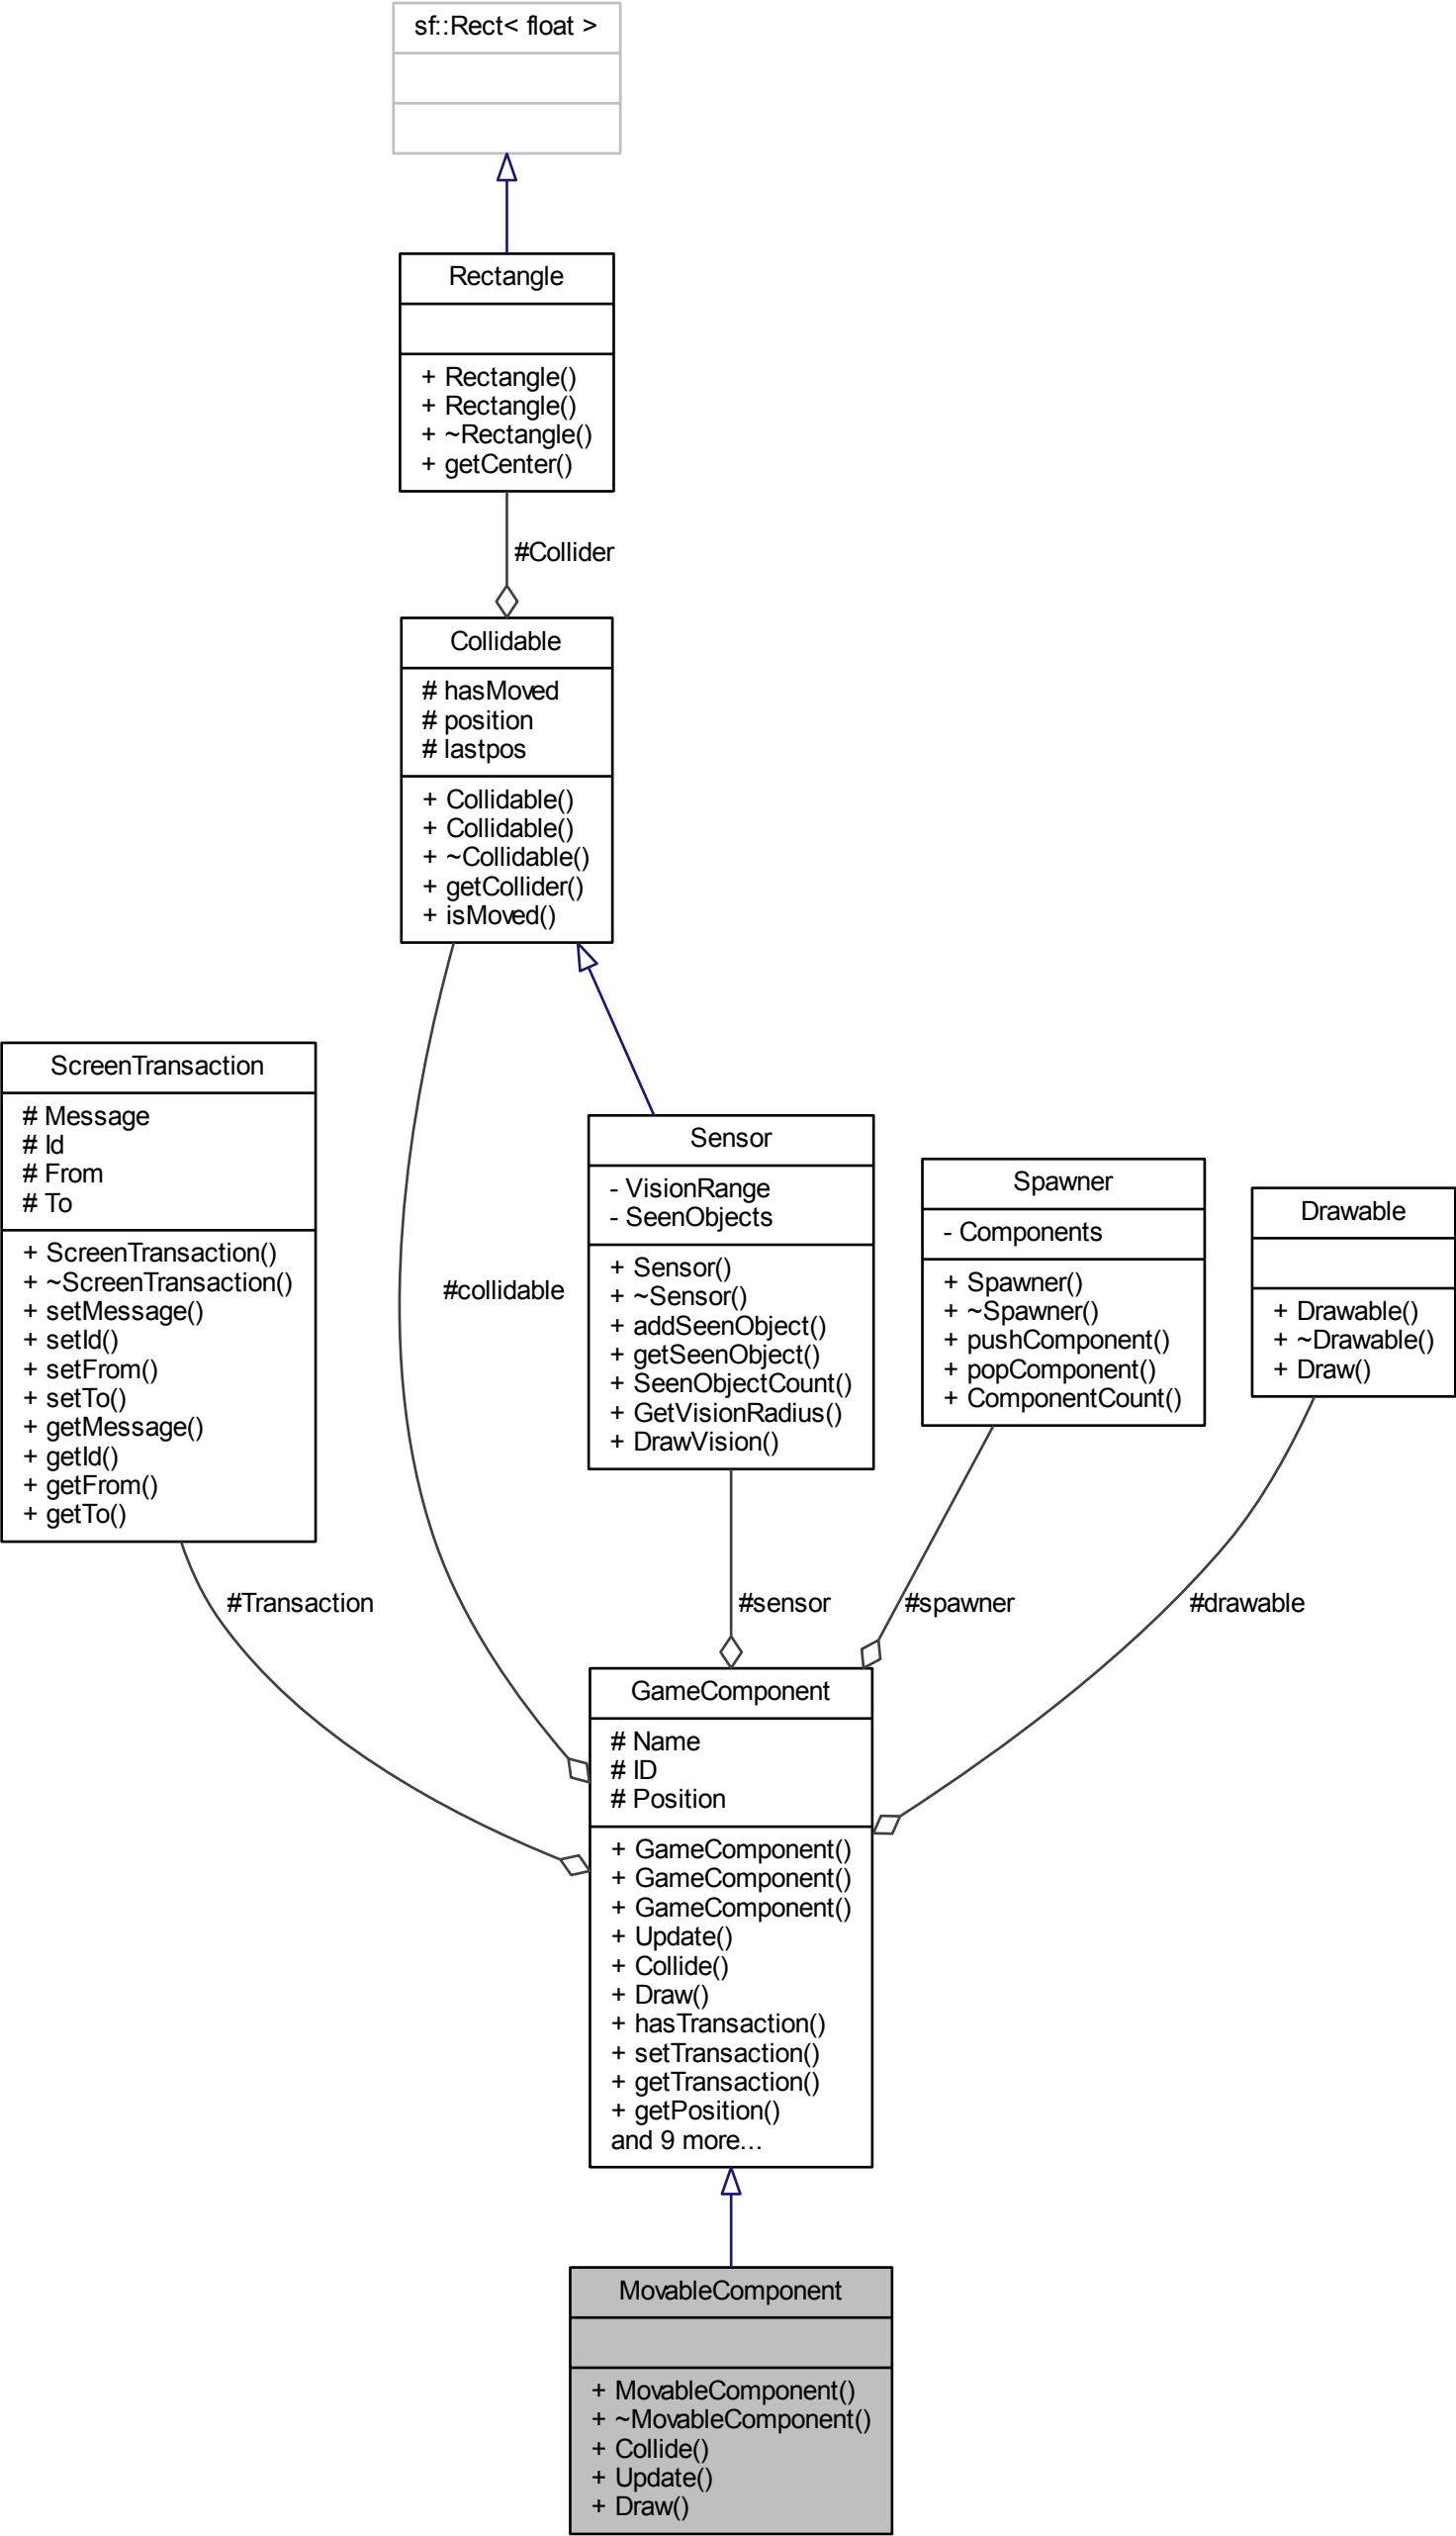 sf::Rect< float >
Rectangle
+ Rectangle()
+ Rectangle()
+ ~Rectangle()
+ getCenter()
#Collider
Collidable
# hasMoved
# position
# lastpos
+ Collidable()
+ Collidable()
+ ~Collidable()
+ getCollider()
+ isMoved()
#collidable
ScreenTransaction
# Message
# Id
# From
# To
+ ScreenTransaction()
+ ~ScreenTransaction()
+ setMessage()
+ setId()
+ setFrom()
+ setTo()
+ getMessage()
+ getId()
+ getFrom()
+ getTo()
Sensor
- VisionRange
- SeenObjects
+ Sensor()
+ ~Sensor()
+ addSeenObject()
+ getSeenObject()
+ SeenObjectCount()
+ GetVisionRadius()
+ DrawVision()
Spawner
- Components
+ Spawner()
+ ~Spawner()
+ pushComponent()
+ popComponent()
+ ComponentCount()
Drawable
+ Drawable()
+ ~Drawable()
+ Draw()
#Transaction
#sensor
#spawner
#drawable
GameComponent
# Name
# ID
# Position
+ GameComponent()
+ GameComponent()
+ GameComponent()
+ Update()
+ Collide()
+ Draw()
+ hasTransaction()
+ setTransaction()
+ getTransaction()
+ getPosition()
and 9 more...
MovableComponent
+ MovableComponent()
+ ~MovableComponent()
+ Collide()
+ Update()
+ Draw()